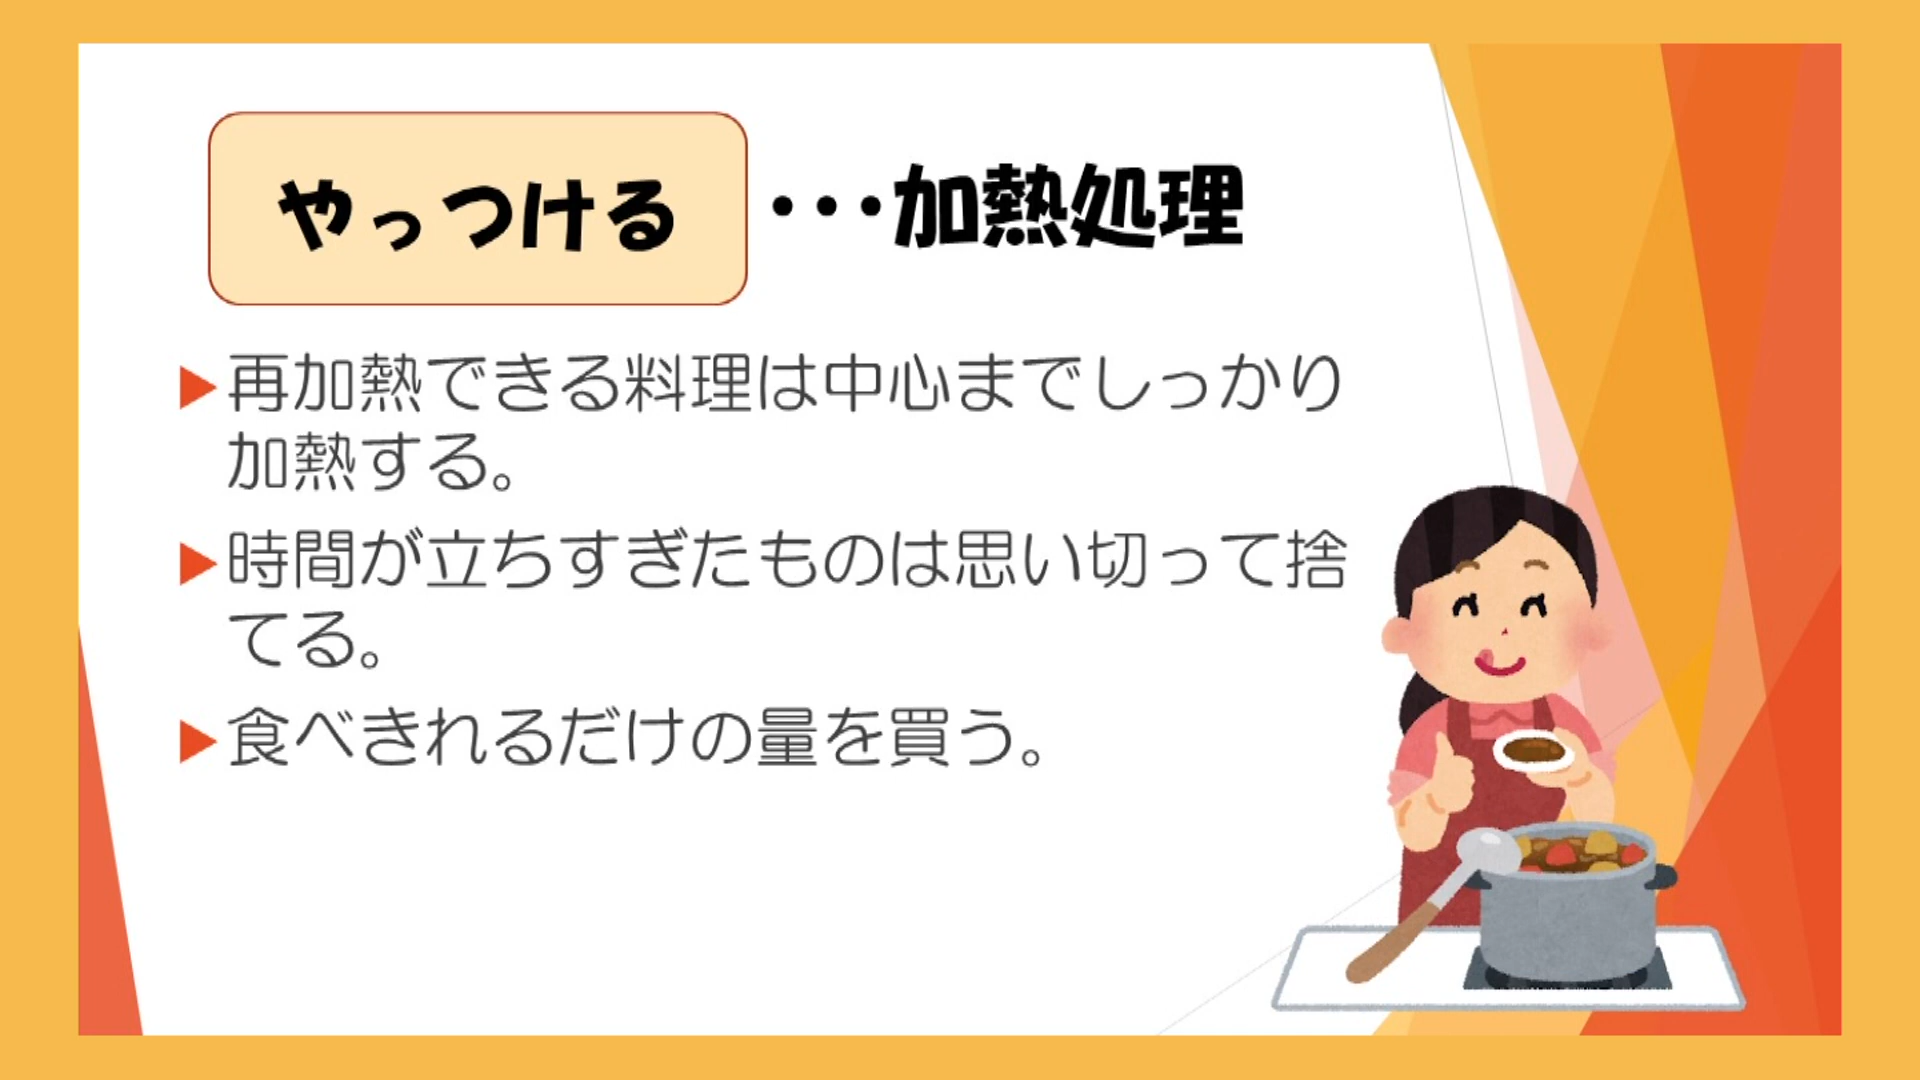 やっつける ･･･加熱処理
再加熱できる料理は中心までしっかり
加熱する。
時間が立ちすぎたものは思い切って捨
てる。
食べきれるだけの量を買う。